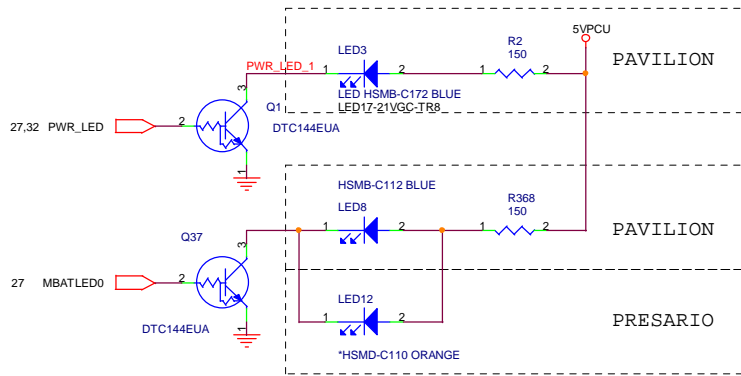 5VPCU
LED3
R2
150
PAVILION
PWR_LED_1
1
2
1
2
3
LED HSMB-C172 BLUE
LED17-21VGC-TR8
Q1
DTC144EUA
27,32 PWR_LED
2
1
HSMB-C112 BLUE
LED8
R368
150
PAVILION
1
2
1
2
Q37
3
27 MBATLED0
2
1
DTC144EUA
LED12
1
2
PRESARIO
*HSMD-C110 ORANGE